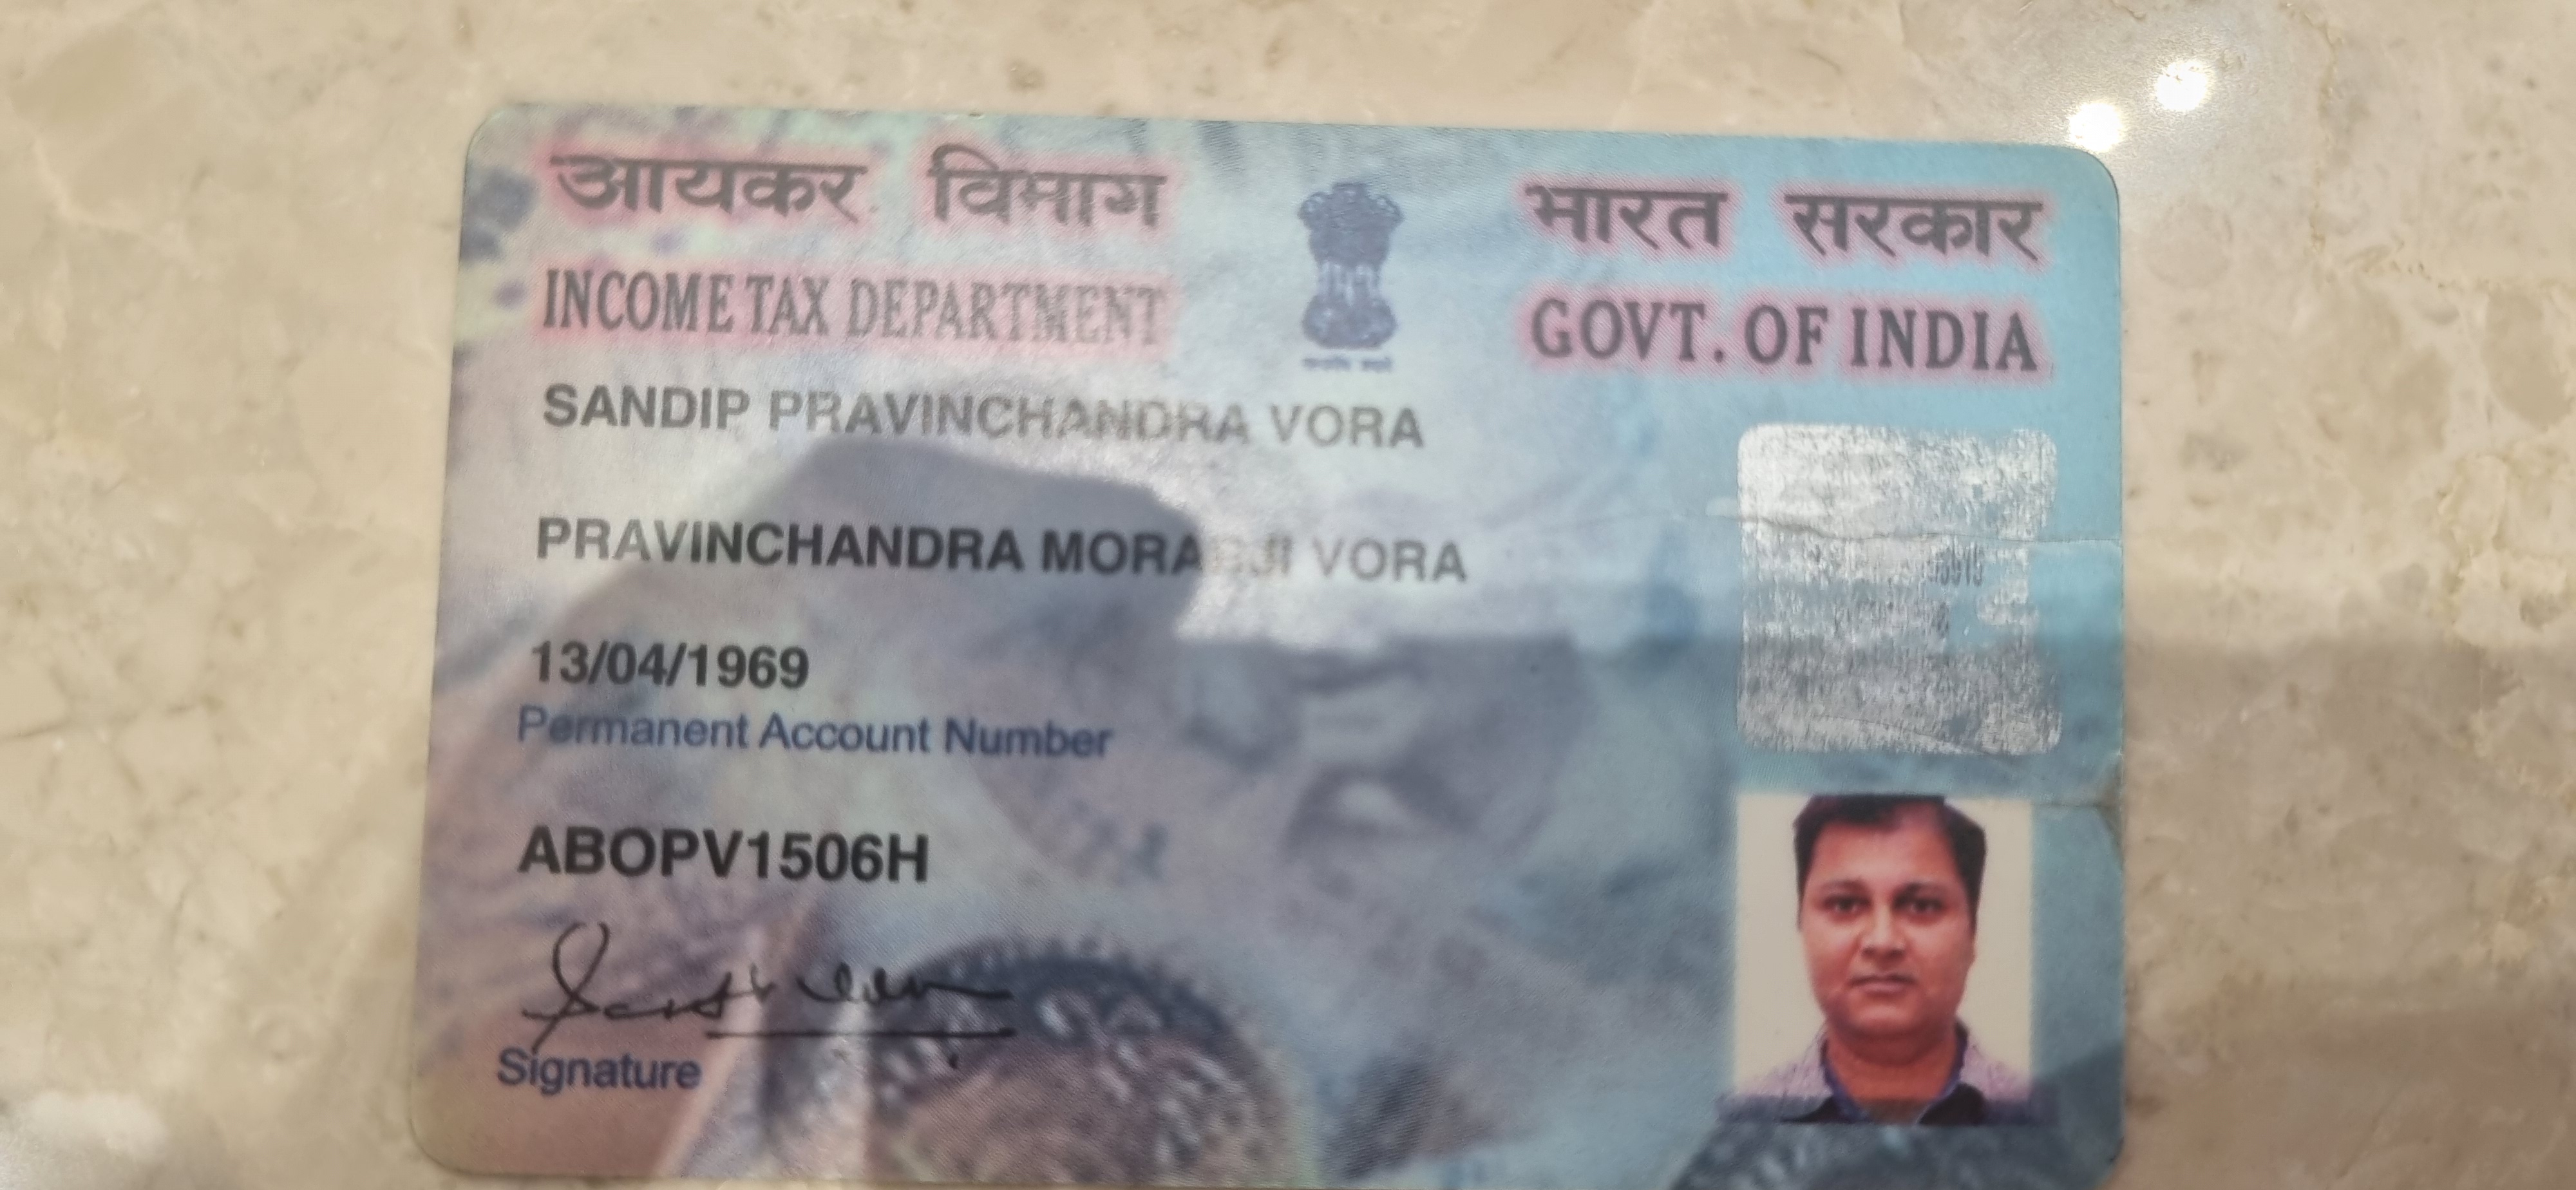 आयकर विभाग
INCOME TAX DEPARTMENT
भारत सरकार
GOVT. OF INDIA
SANDIP PRAVINCHANDRA VORA
PRAVINCHANDRA VORA
13/04/1969
Permanent Account Number
ABOPV1506H
Signature